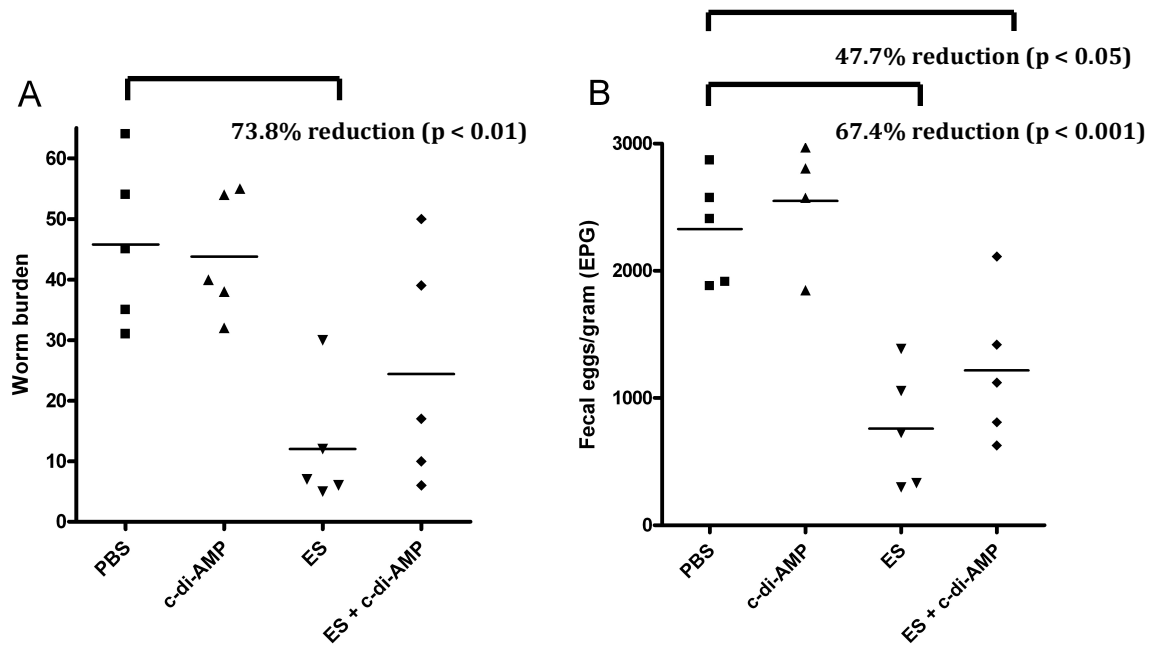 A
73.8% reduction (p < 0.01)
Worm burden
60
50
40
30
20
10
0
PBS
c-di-AMP
ES
ES + c-di-AMP
47.7% reduction (p < 0.05)
B
67.4% reduction (p < 0.001)
Fecal eggs/gram (EPG)
3000
2000
1000
0
PBS
c-di-AMP
ES
ES + c-di-AMP